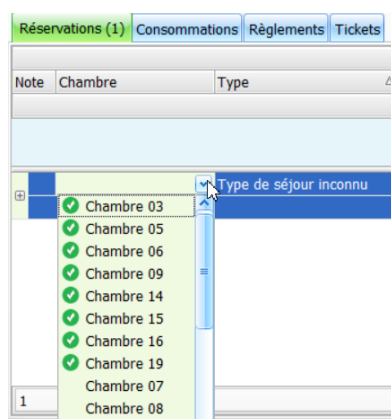 Réservations (1) Consommations Règlements Tickets
Note Chambre Type
Type de séjour inconnu
Chambre 03
Chambre 05
Chambre 06
Chambre 09
Chambre 14
Chambre 15
Chambre 16
Chambre 19
Chambre 07
1
Chambre 08